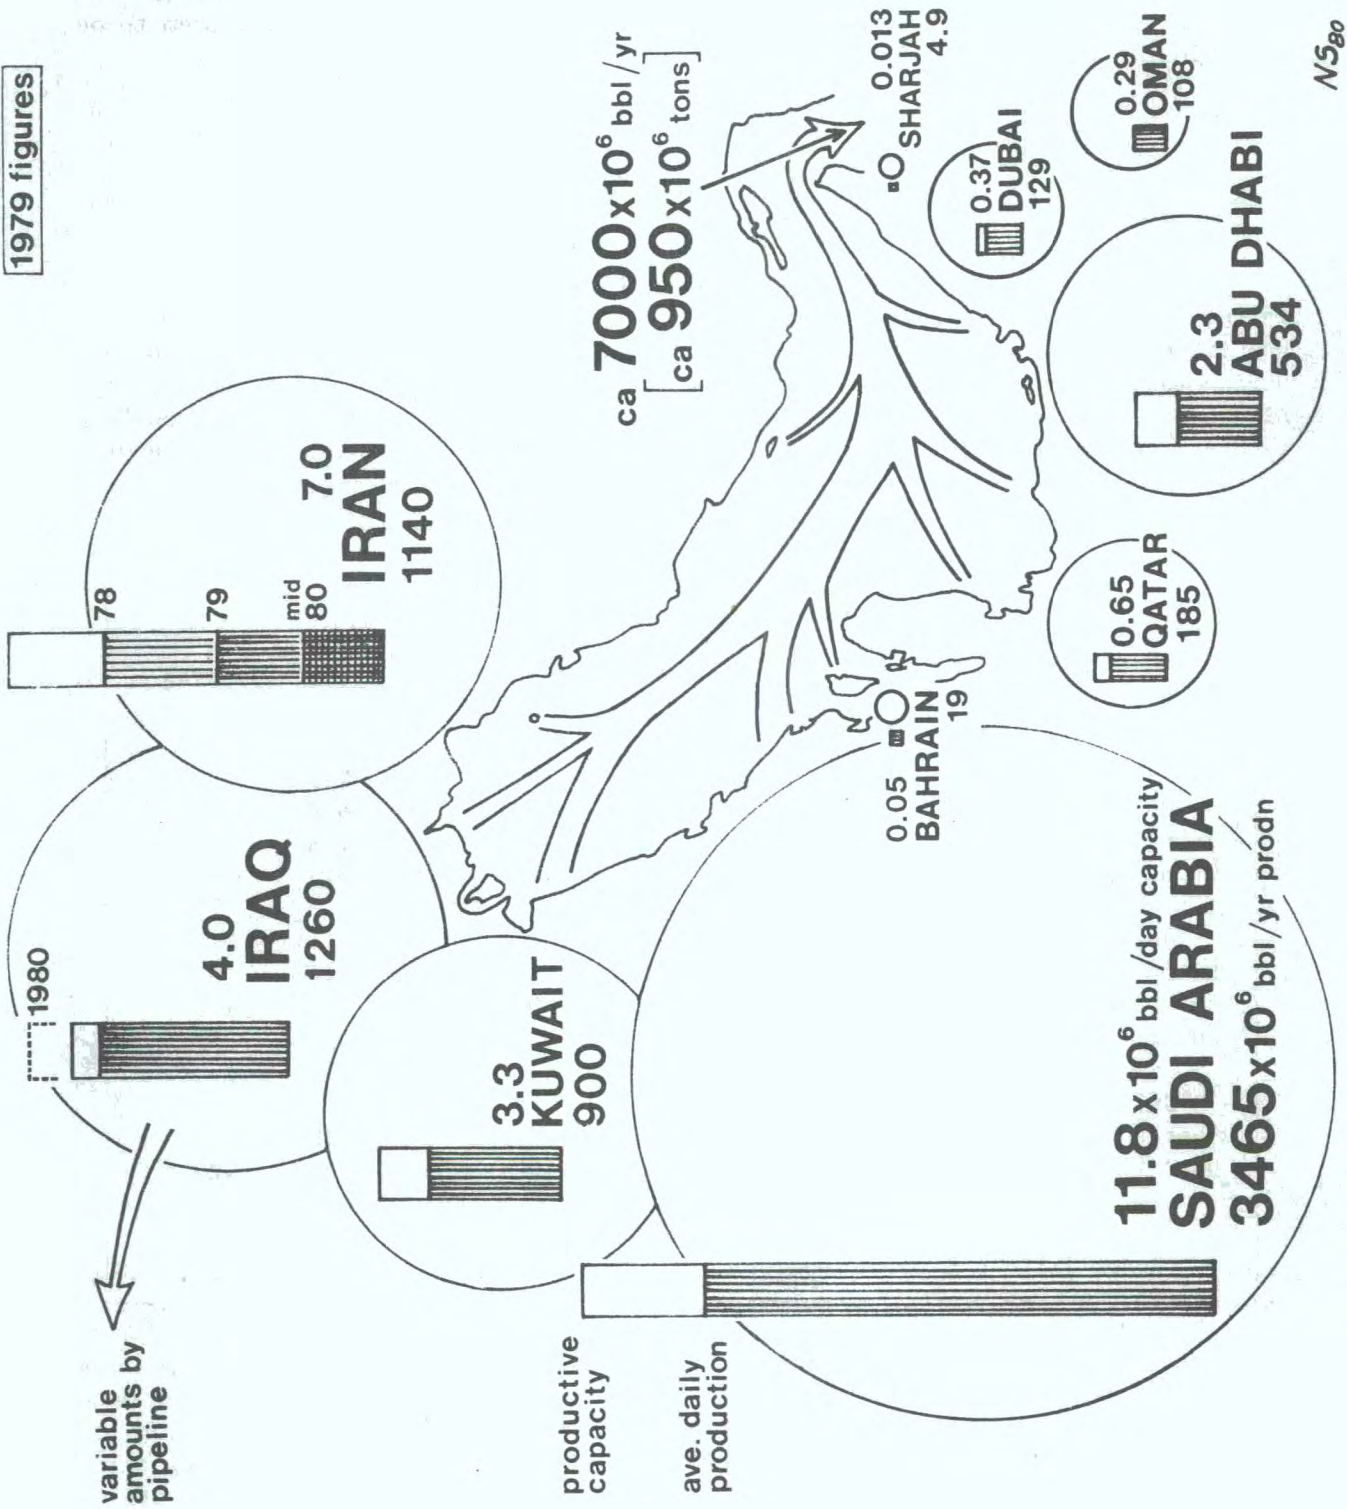 1979 figures
variable
amounts by
pipeline
1980
4.0
IRAQ
1260
78
79
mid
80
7.0
IRAN
1140
3.3
KUWAIT
900
ca 7000x10⁶ bbl/yr
[ca 950x10⁶ tons]
productive
capacity
ave. daily
production
11.8x10⁶ bbl/day capacity
SAUDI ARABIA
3465x10⁶ bbl/yr prodn
0.05
BAHRAIN
19
0.65
QATAR
185
2.3
ABU DHABI
534
0.37
DUBAI
129
0.013
SHARJAH
4.9
0.29
OMAN
108
NS80